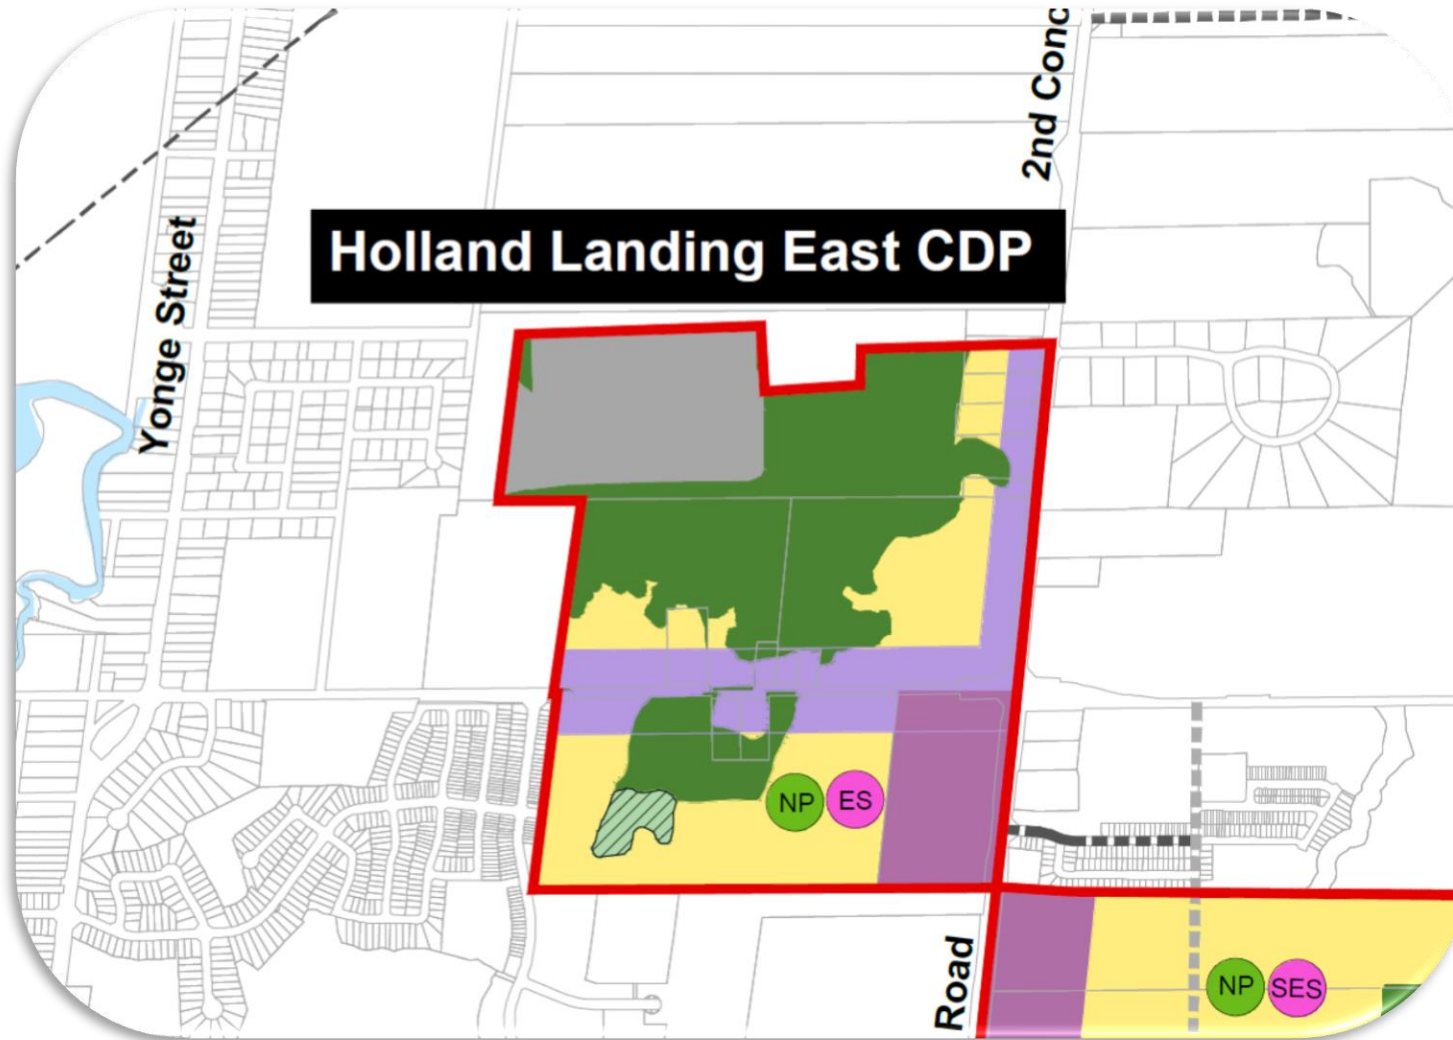 2nd Conc
Holland Landing East CDP
Yonge Street
NP
ES
Road
NP
SES